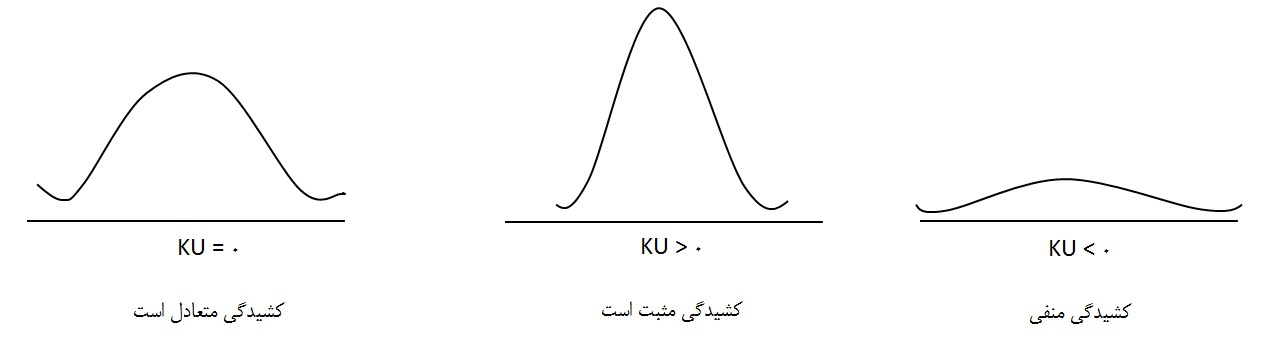 KU = ۰
KU > ۰
KU < ۰
کشیدگی متعادل است
کشیدگی مثبت است
کشیدگی منفی